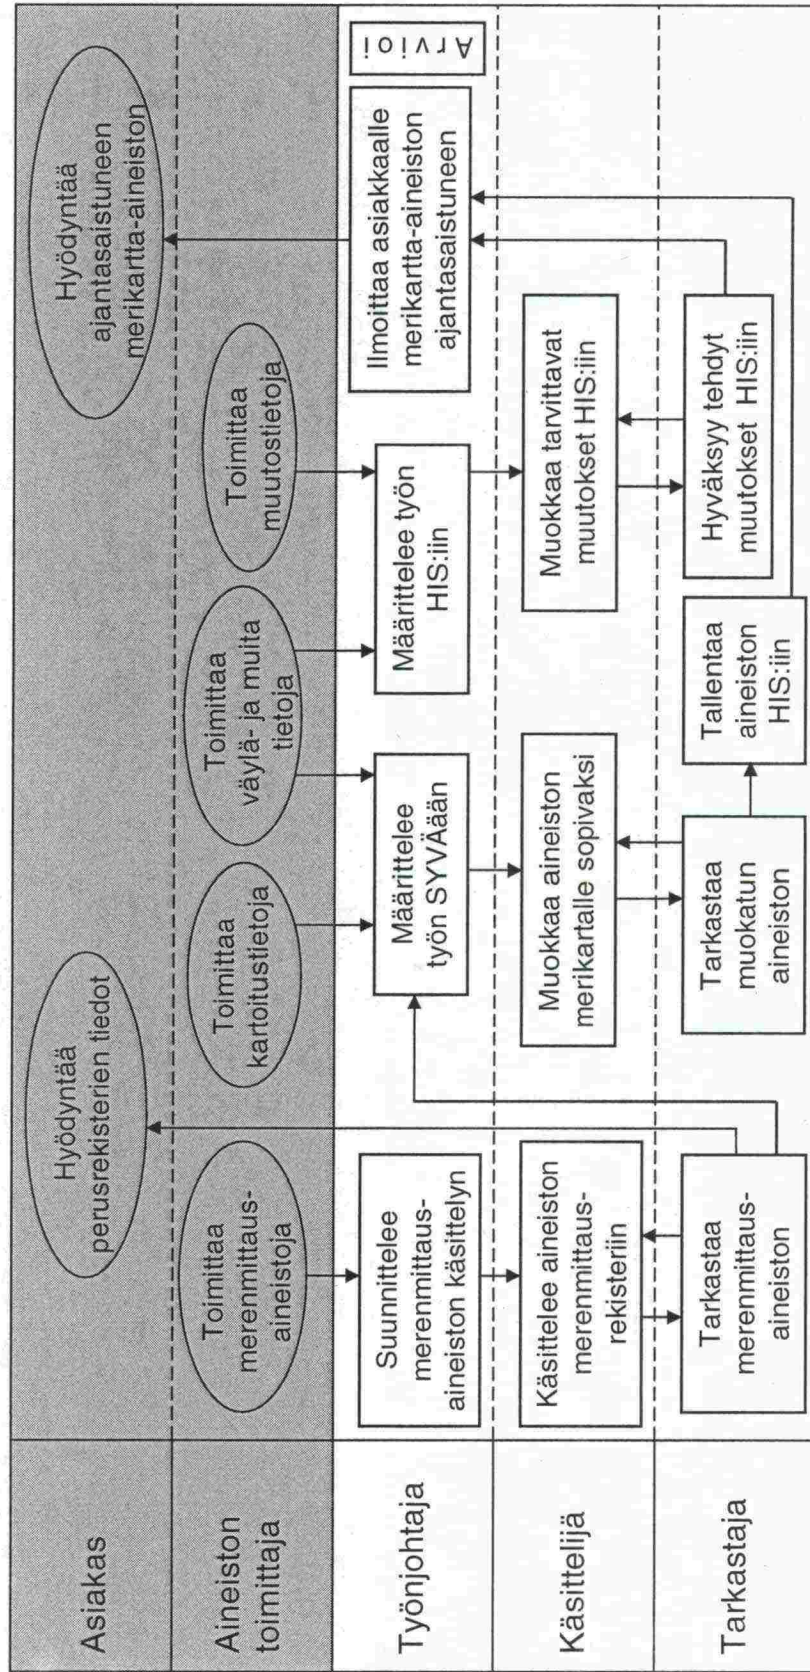 Asiakas
Hyödyntää
perusrekisterien tiedot
Hyödyntää
ajantasaistuneen
merikartta-aineiston
Aineiston
toimittaja
Toimittaa
merenmittaus-
aineistoja
Toimittaa
kartoitustietoja
Toimittaa
väylä- ja muita
tietoja
Toimittaa
muutostietoja
Työnjohtaja
Suunnittelee
merenmittaus-
aineiston käsittelyn
Määrittelee
työn SYVÄään
Määrittelee työn
HIS:iin
Ilmoittaa asiakkaalle
merikartta-aineiston
ajantasaistuneen
Arvioi
Käsittelijä
Käsittelee aineiston
merenmittaus-
rekisteriin
Muokkaa aineiston
merikartalle sopivaksi
Muokkaa tarvittavat
muutokset HIS:iin
Tarkastaja
Tarkastaa
merenmittaus-
aineiston
Tarkastaa
muokatun
aineiston
Tallentaa
aineiston
HIS:iin
Hyväksyy tehdyt
muutokset HIS:iin